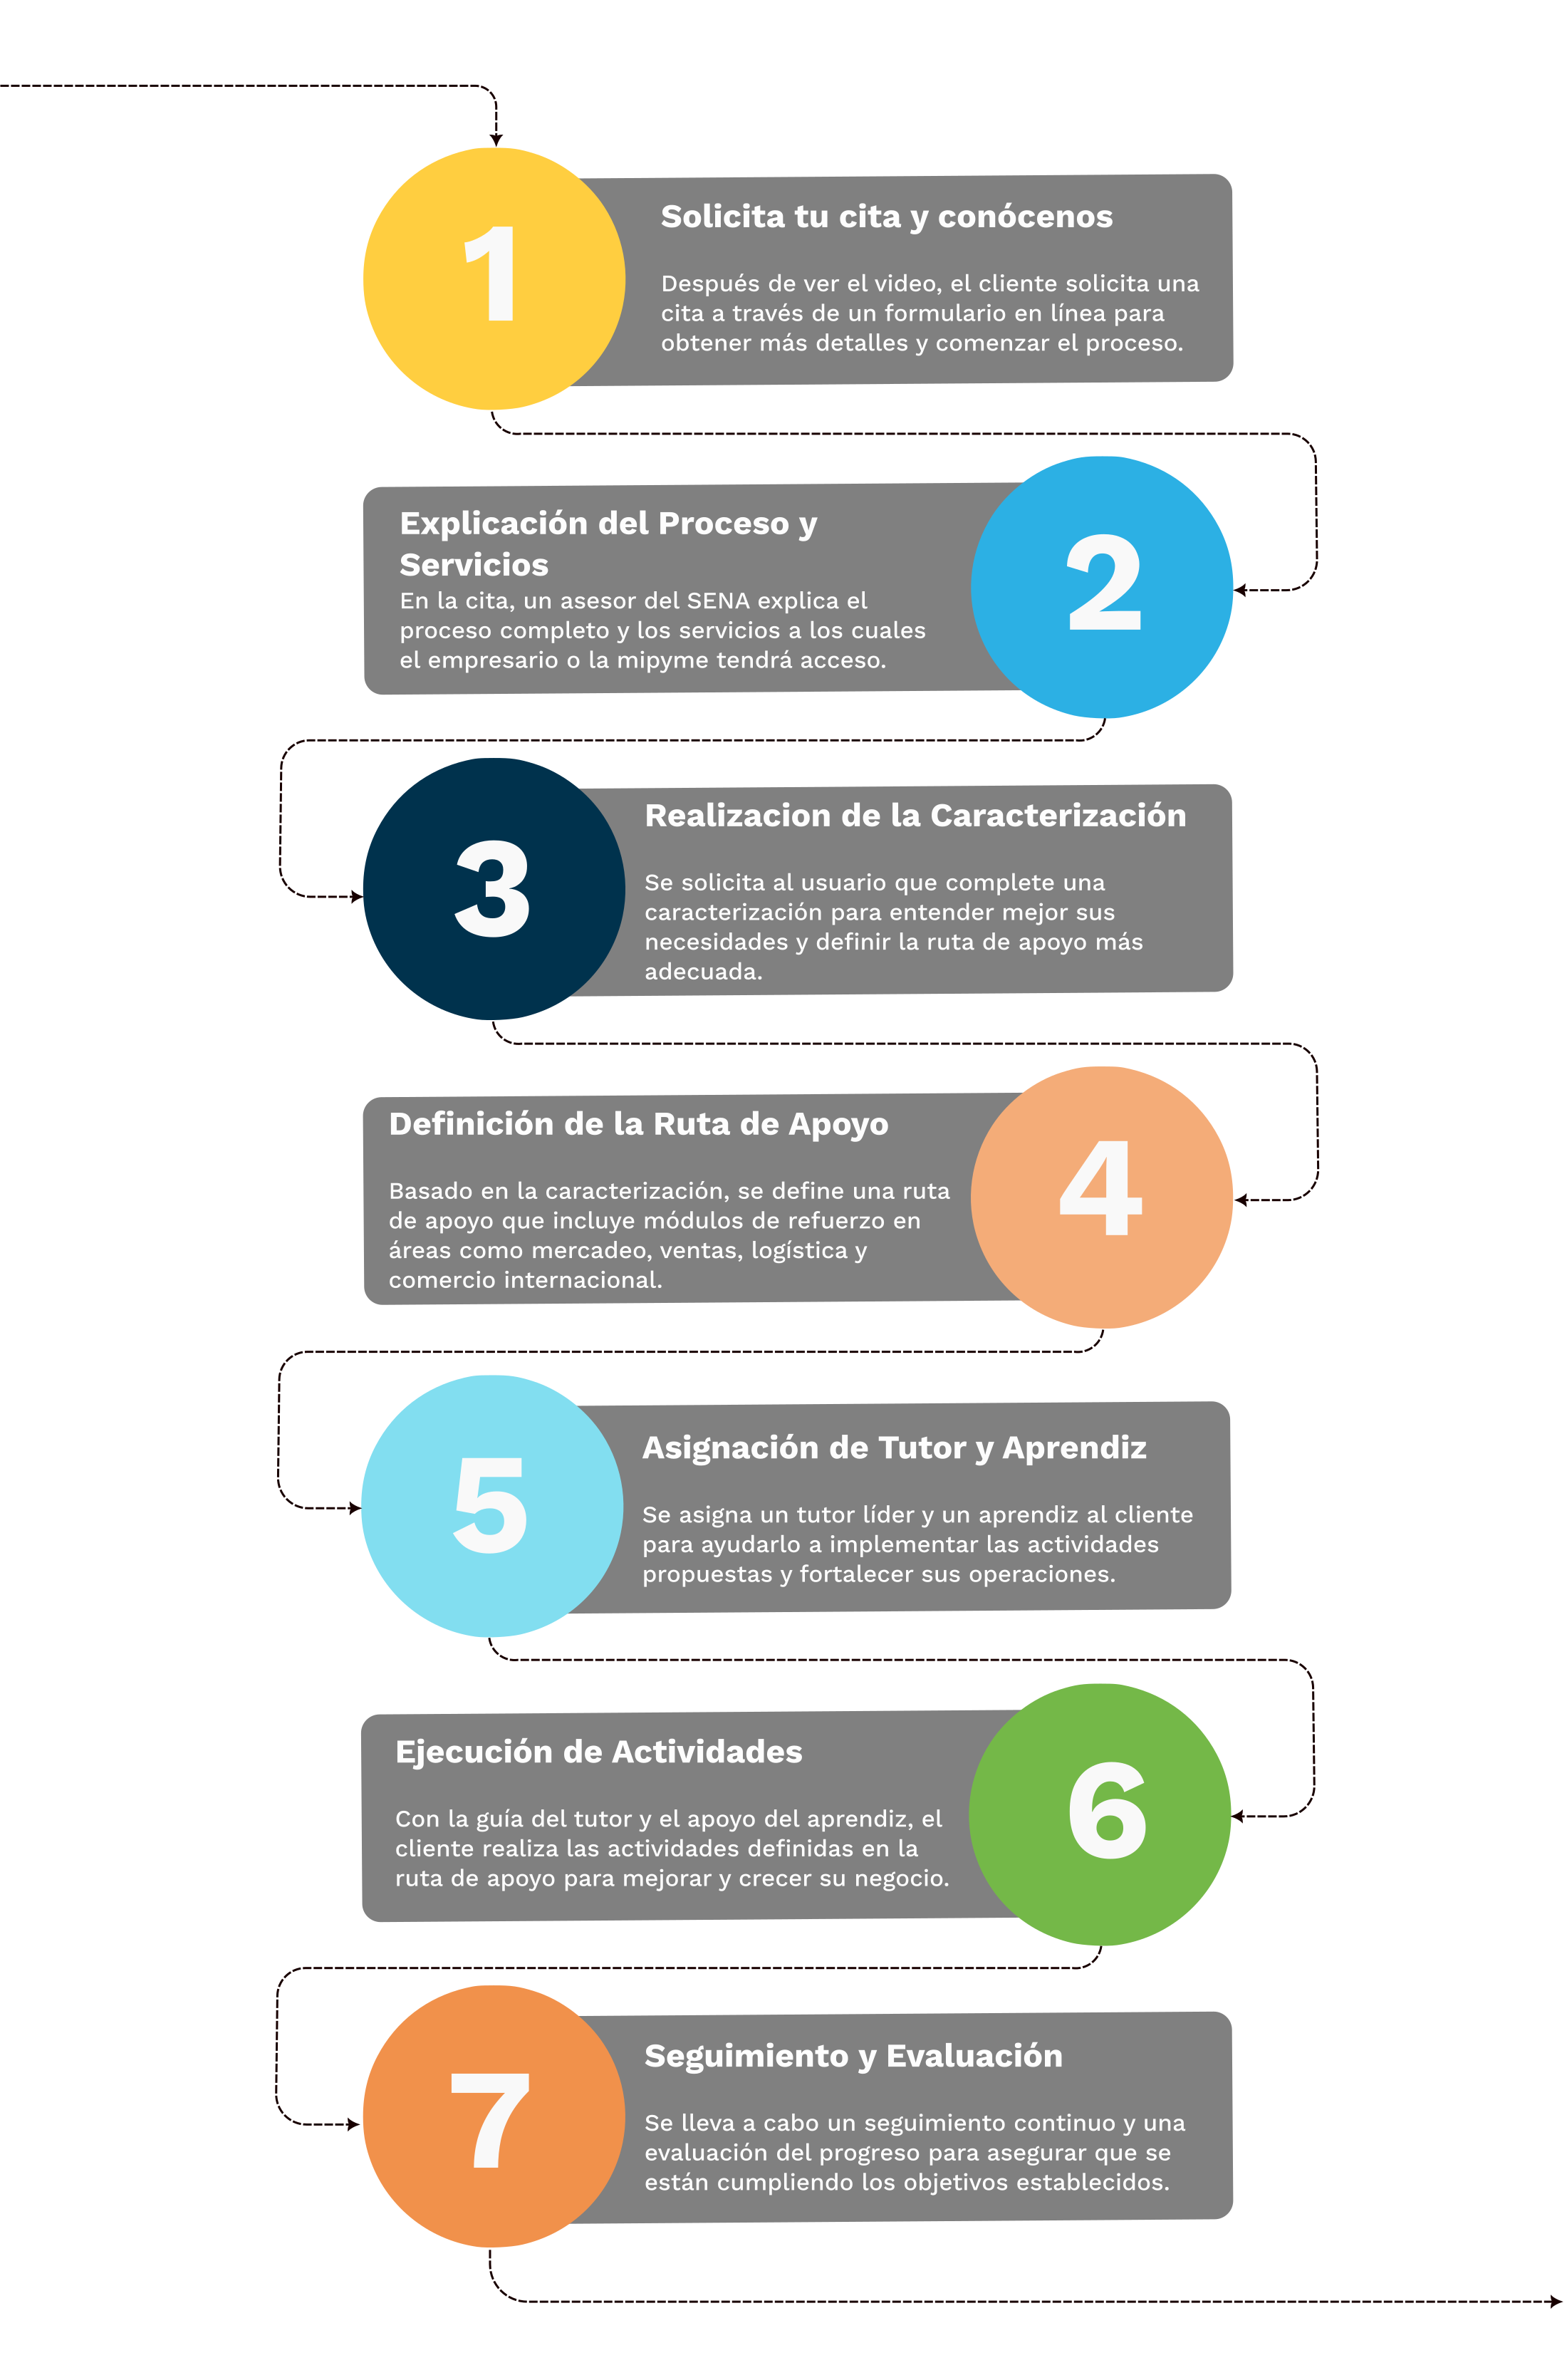 1
Solicita tu cita y conócenos
Después de ver el video, el cliente solicita una
cita a través de un formulario en línea para
obtener más detalles y comenzar el proceso.
Explicación del Proceso y
Servicios
En la cita, un asesor del SENA explica el
proceso completo y los servicios a los cuales
el empresario o la mipyme tendrá acceso.
2
3
Realizacion de la Caracterización
Se solicita al usuario que complete una
caracterización para entender mejor sus
necesidades y definir la ruta de apoyo más
adecuada.
Definición de la Ruta de Apoyo
Basado en la caracterización, se define una ruta
de apoyo que incluye módulos de refuerzo en
áreas como mercadeo, ventas, logística y
comercio internacional.
4
5
Asignación de Tutor y Aprendiz
Se asigna un tutor líder y un aprendiz al cliente
para ayudarlo a implementar las actividades
propuestas y fortalecer sus operaciones.
Ejecución de Actividades
Con la guía del tutor y el apoyo del aprendiz, el
cliente realiza las actividades definidas en la
ruta de apoyo para mejorar y crecer su negocio.
6
7
Seguimiento y Evaluación
Se lleva a cabo un seguimiento continuo y una
evaluación del progreso para asegurar que se
están cumpliendo los objetivos establecidos.